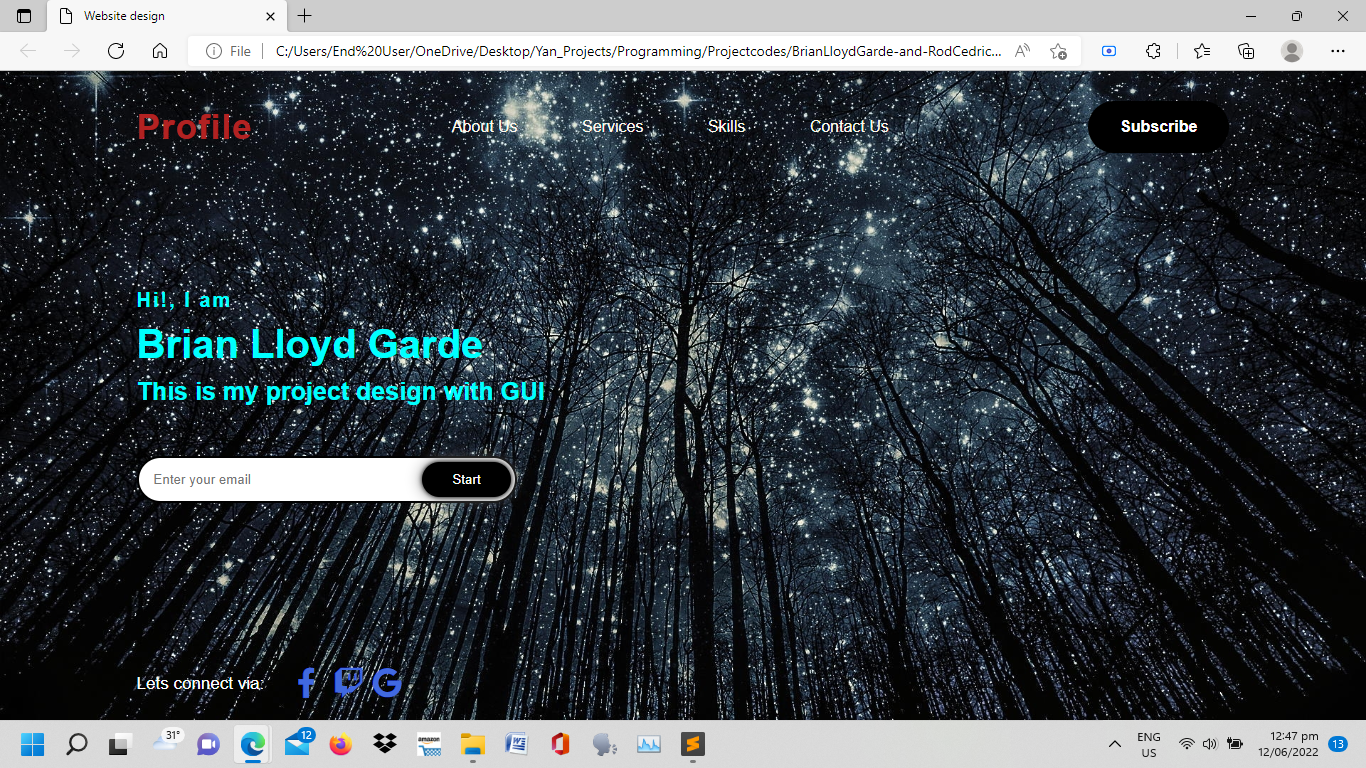 Website design
File
C:/Users/End%20User/OneDrive/Desktop/Yan_Projects/Programming/Projectcodes/BrianLloydGarde-and-RodCedric...
Profile
About Us
Services
Skills
Contact Us
Subscribe
Hi!, I am
Brian Lloyd Garde
This is my project design with GUI
Enter your email
Start
Lets connect via:
31°
12
amazon
ENG
US
12:47 pm
12/06/2022
13